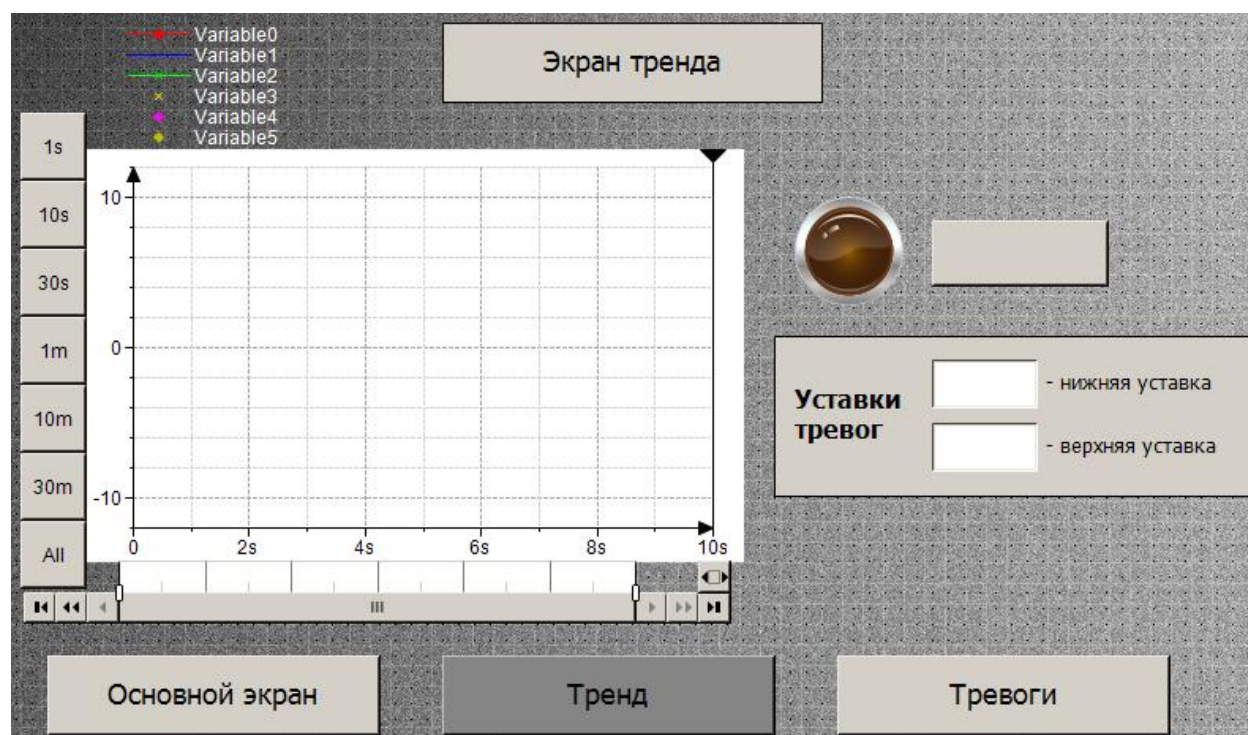 Variable0
Variable1
Variable2
Variable3
Variable4
Variable5
Экран тренда
1s
10s
30s
1m
10m
30m
All
10
0
-10
0 2s 4s 6s 8s 10s
Уставки
тревог
- нижняя уставка
- верхняя уставка
Основной экран
Тренд
Тревоги